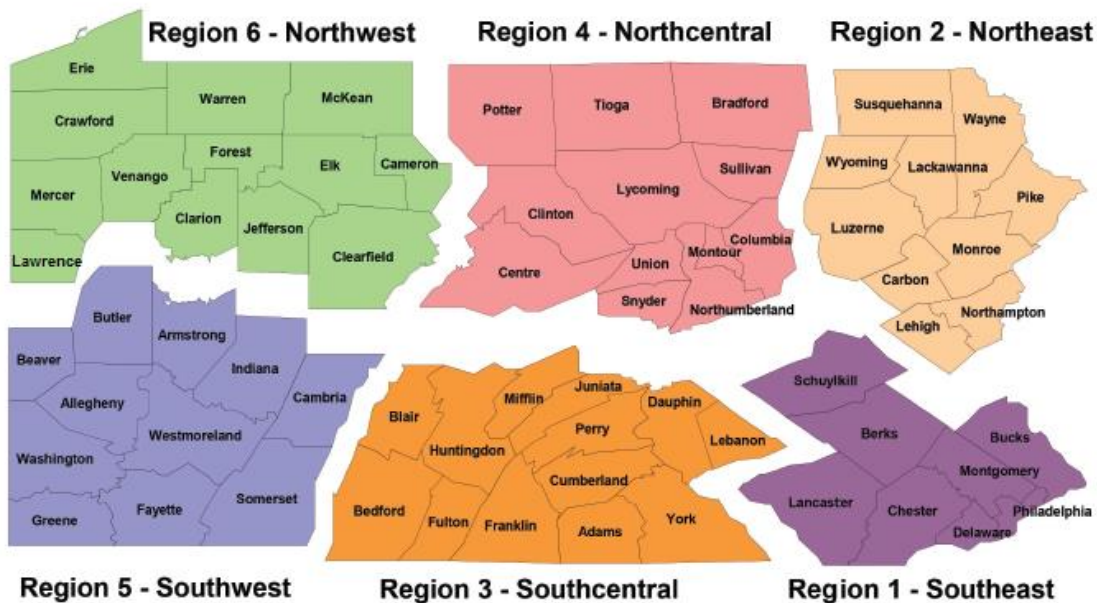 Region 6 - Northwest
Erie
Warren
McKean
Crawford
Forest
Elk
Cameron
Venango
Mercer
Clarion
Jefferson
Clearfield
Lawrence
Region 4 - Northcentral
Potter
Tioga
Bradford
Sullivan
Lycoming
Clinton
Columbia
Montour
Union
Centre
Snyder
Northumberland
Region 2 - Northeast
Susquehanna
Wayne
Wyoming
Lackawanna
Pike
Luzerne
Monroe
Carbon
Northampton
Lehigh
Butler
Armstrong
Beaver
Indiana
Cambria
Allegheny
Westmoreland
Washington
Somerset
Fayette
Greene
Region 5 - Southwest
Juniata
Mifflin
Dauphin
Blair
Perry
Lebanon
Huntingdon
Cumberland
Bedford
Fulton
Franklin
Adams
York
Region 3 - Southcentral
Schuylkill
Berks
Bucks
Montgomery
Lancaster
Chester
Philadelphia
Delaware
Region 1 - Southeast